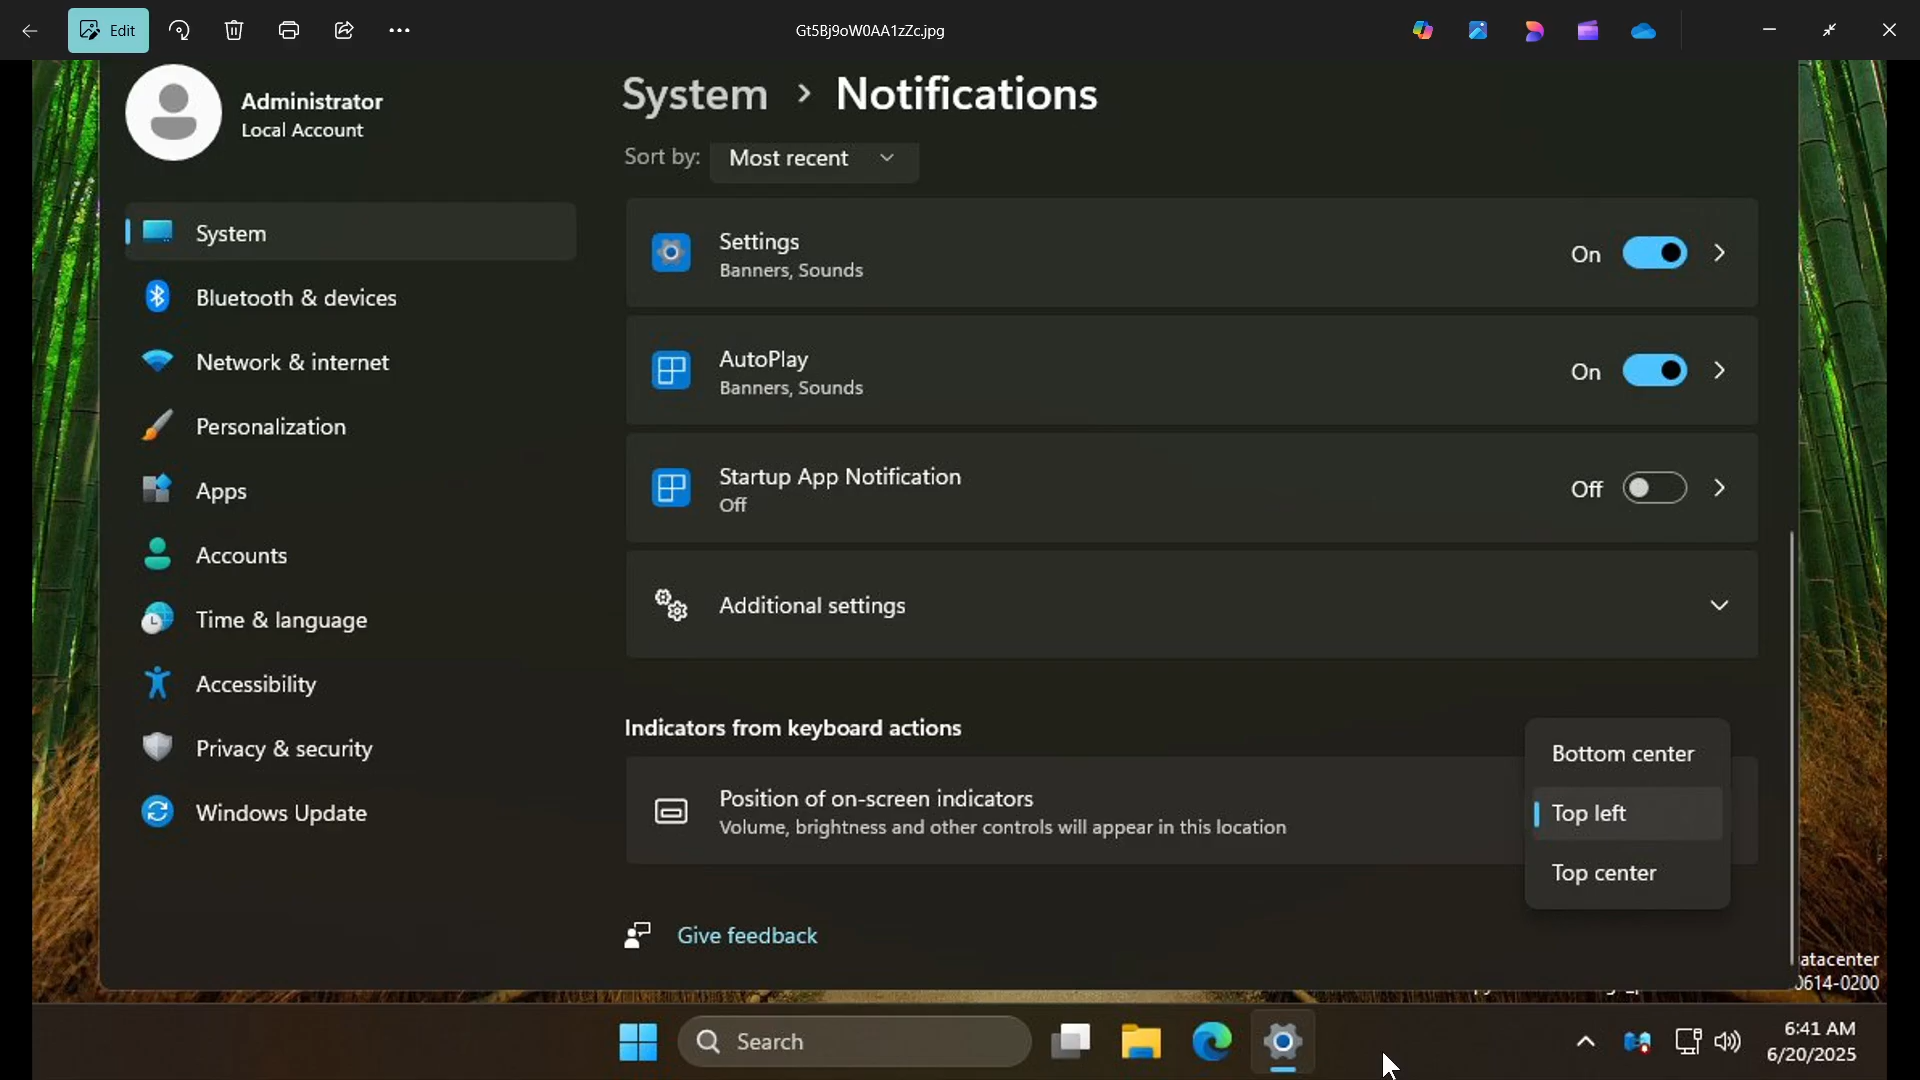 Edit
Gt5Bj9oW0AA1zZc.jpg
Administrator
Local Account
System > Notifications
Sort by: Most recent
System
Bluetooth & devices
Network & internet
Personalization
Apps
Accounts
Time & language
Accessibility
Privacy & security
Windows Update
Settings
Banners, Sounds
On
AutoPlay
Banners, Sounds
On
Startup App Notification
Off
Off
Additional settings
Indicators from keyboard actions
Position of on-screen indicators
Volume, brightness and other controls will appear in this location
Bottom center
Top left
Top center
Give feedback
atacenter
0614-0200
Search
6:41 AM
6/20/2025